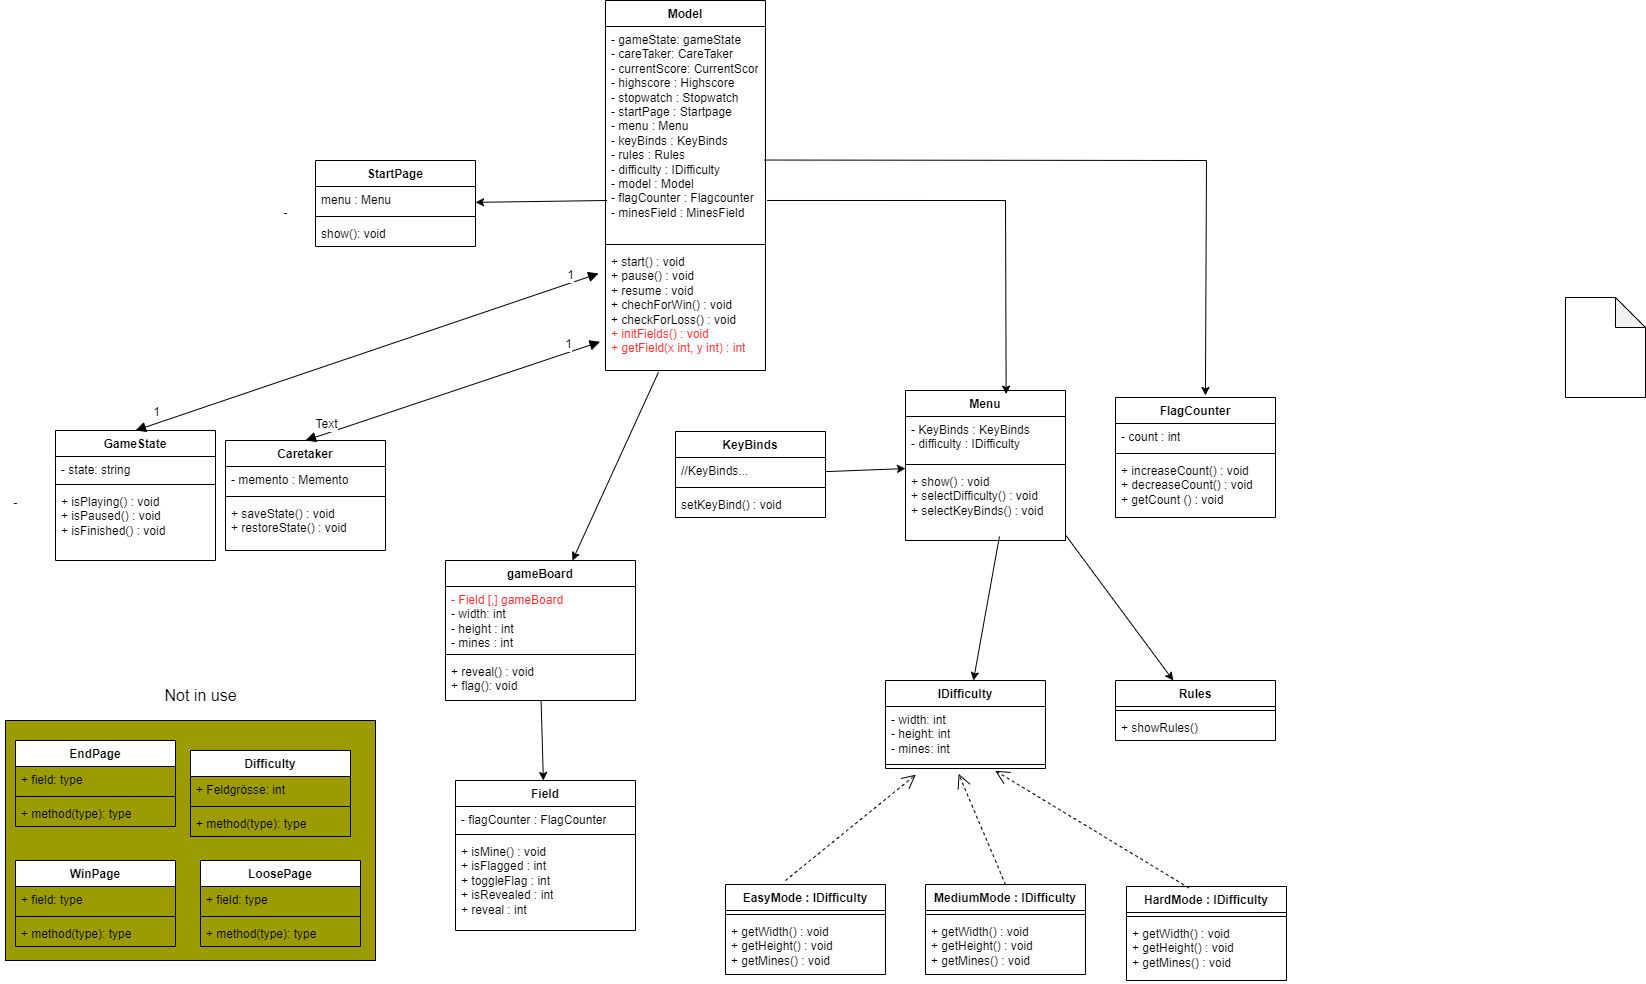 Model
- gameState: gameState
- careTaker: CareTaker
- currentScore: CurrentScor
- highscore : Highscore
- stopwatch : Stopwatch
- startPage : Startpage
- menu : Menu
- keyBinds : KeyBinds
- rules : Rules
- difficulty : IDifficulty
- model : Model
- flagCounter : Flagcounter
- minesField : MinesField
+ start() : void
+ pause() : void
+ resume : void
+ chechForWin() : void
+ checkForLoss() : void
+ initFields() : void
+ getField(x int, y int) : int
StartPage
menu : Menu
show(): void
-
1
1
1
Text
GameState
- state: string
+ isPlaying() : void
+ isPaused() : void
+ isFinished() : void
-
Caretaker
- memento : Memento
+ saveState() : void
+ restoreState() : void
KeyBinds
//KeyBinds...
setKeyBind() : void
Menu
- KeyBinds : KeyBinds
- difficulty : IDifficulty
+ show() : void
+ selectDifficulty() : void
+ selectKeyBinds() : void
FlagCounter
- count : int
+ increaseCount() : void
+ decreaseCount() : void
+ getCount () : void
gameBoard
- Field [,] gameBoard
- width: int
- height : int
- mines : int
+ reveal() : void
+ flag(): void
IDifficulty
- width: int
- height: int
- mines: int
Rules
+ showRules()
Field
- flagCounter : FlagCounter
+ isMine() : void
+ isFlagged : int
+ toggleFlag : int
+ isRevealed : int
+ reveal : int
EasyMode : IDifficulty
+ getWidth() : void
+ getHeight() : void
+ getMines() : void
MediumMode : IDifficulty
+ getWidth() : void
+ getHeight() : void
+ getMines() : void
HardMode : IDifficulty
+ getWidth() : void
+ getHeight() : void
+ getMines() : void
Not in use
EndPage
+ field: type
+ method(type): type
Difficulty
+ Feldgrösse: int
+ method(type): type
WinPage
+ field: type
+ method(type): type
LoosePage
+ field: type
+ method(type): type